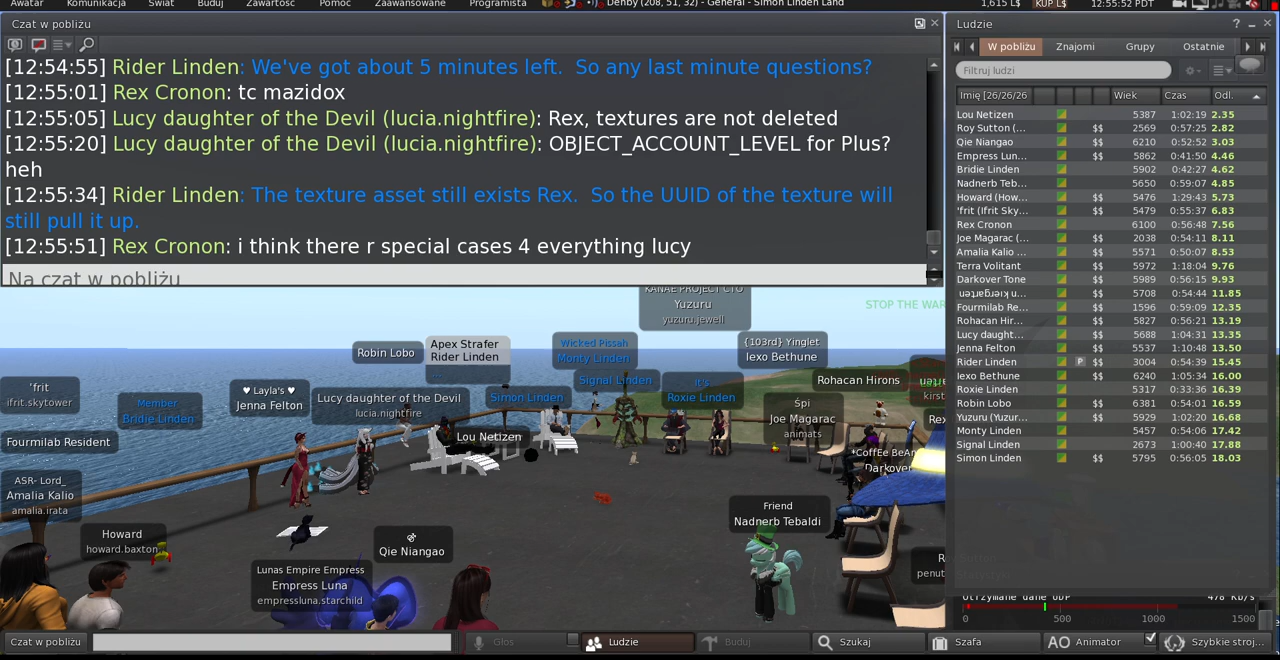 Awatar Komunikacja Świat Buduj Zawartość Pomoc Zaawansowane Programista Denby (208, 51, 32) - General - Simon Linden Land 1,615 L$ KUP L$ 12:55:52 PDT
Czat w pobliżu
[12:54:55] Rider Linden: We've got about 5 minutes left. So any last minute questions?
[12:55:01] Rex Cronon: tc mazidox
[12:55:05] Lucy daughter of the Devil (lucia.nightfire): Rex, textures are not deleted
[12:55:20] Lucy daughter of the Devil (lucia.nightfire): OBJECT_ACCOUNT_LEVEL for Plus?
heh
[12:55:34] Rider Linden: The texture asset still exists Rex. So the UUID of the texture will
still pull it up.
[12:55:51] Rex Cronon: i think there r special cases 4 everything lucy
Na czat w pobliżu
KANAE PROJECT CTO
Yuzuru
yuzuru.jewell
STOP THE WAR
Robin Lobo
Apex Strafer
Rider Linden
Wicked Pissah
Monty Linden
{103rd} Yinglet
Iexo Bethune
'frit
ifrit.skytower
Member
Bridie Linden
♥ Layla's ♥
Jenna Felton
Lucy daughter of the Devil
lucia.nightfire
Simon Linden
Signal Linden
it's
Roxie Linden
Rohacan Hirons
kirst
Fourmilab Resident
Lou Netizen
Śpi
Joe Magarac
animats
Rex
*CoffEE BeAr
Darkover
ASR- Lord_
Amalia Kalio
amalia.irata
Howard
howard.baxton
Qie Niangao
Friend
Nadnerb Tebaldi
Lunas Empire Empress
Empress Luna
empressluna.starchild
R
penut
Ludzie
W pobliżu Znajomi Grupy Ostatnie
Filtruj ludzi
Imię [26/26/26 Wiek Czas Odl.
Lou Netizen 5387 1:02:19 2.35
Roy Sutton (... $$ 2569 0:57:25 2.82
Qie Niangao $$ 6210 0:52:52 3.03
Empress Lun... $$ 5862 0:41:50 4.46
Bridie Linden 5902 0:42:27 4.62
Nadnerb Teb... 5650 0:59:07 4.85
Howard (How... $$ 5476 1:29:43 5.73
'frit (Ifrit Sky... $$ 5479 0:55:37 6.83
Rex Cronon 6100 0:56:48 7.56
Joe Magarac (... $$ 2038 0:54:11 8.11
Amalia Kalio ... $$ 5571 0:50:07 8.53
Terra Volitant $$ 5972 1:18:04 9.76
Darkover Tone $$ 5989 0:56:15 9.93
$$ 5708 0:54:44 11.85
Fourmilab Re... $$ 1596 0:59:09 12.35
Rohacan Hir... $$ 5827 0:56:21 13.19
Lucy daught... $$ 5688 1:04:31 13.35
Jenna Felton $$ 5537 1:10:48 13.50
Rider Linden P $$ 3004 0:54:39 15.45
Iexo Bethune $$ 6240 1:05:34 16.00
Roxie Linden 5317 0:33:36 16.39
Robin Lobo $$ 6381 0:54:01 16.59
Yuzuru (Yuzur... $$ 5929 1:02:20 16.68
Monty Linden 5457 0:54:06 17.42
Signal Linden 2673 1:00:40 17.88
Simon Linden $$ 5795 0:56:05 18.03
Otrzymane dane UDP 478 Kb/s
0 500 1000 1500
Czat w pobliżu Głos Ludzie Buduj Szukaj Szafa AO Animator Szybkie stroj...